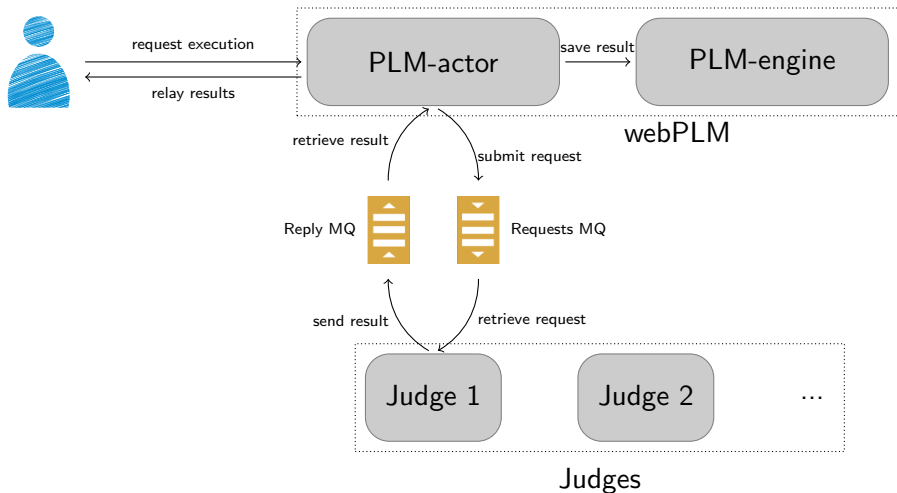 request execution
relay results
PLM-actor
save result
PLM-engine
webPLM
retrieve result
submit request
Reply MQ
Requests MQ
send result
retrieve request
Judge 1
Judge 2
...
Judges